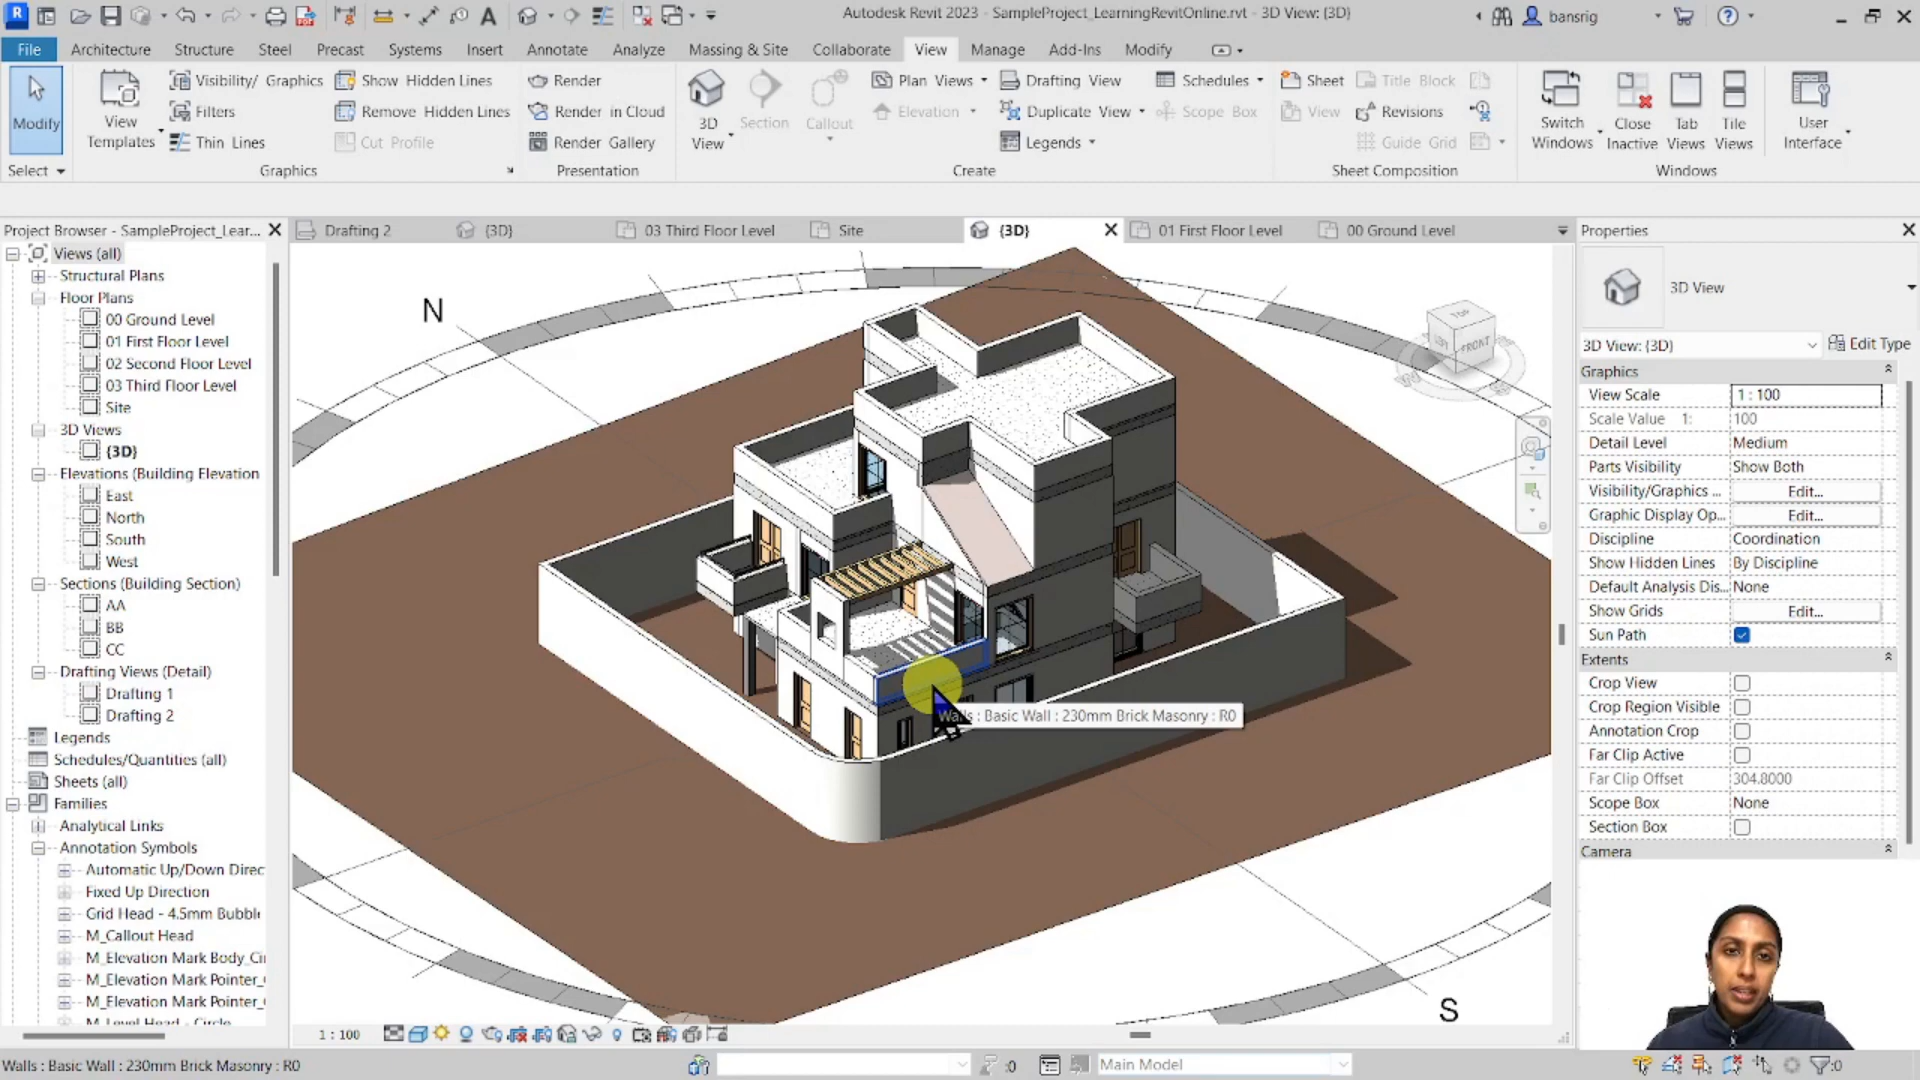 Autodesk Revit 2023 - SampleProject_LearningRevitOnline.rvt - 3D View: {3D}
bansrig
File
Architecture
Structure
Steel
Precast
Systems
Insert
Annotate
Analyze
Massing & Site
Collaborate
View
Manage
Add-Ins
Modify
Modify
Select
View
Templates
Visibility/ Graphics
Filters
Thin Lines
Show Hidden Lines
Remove Hidden Lines
Cut Profile
Graphics
Render
Render in Cloud
Render Gallery
Presentation
3D
View
Section
Callout
Plan Views
Elevation
Drafting View
Duplicate View
Legends
Schedules
Scope Box
Create
Sheet
View
Title Block
Revisions
Guide Grid
Sheet Composition
Switch
Windows
Close
Inactive
Tab
Views
Tile
Views
Windows
User
Interface
Project Browser - SampleProject_Lear...
Views (all)
Structural Plans
Floor Plans
00 Ground Level
01 First Floor Level
02 Second Floor Level
03 Third Floor Level
Site
3D Views
{3D}
Elevations (Building Elevation
East
North
South
West
Sections (Building Section)
AA
BB
CC
Drafting Views (Detail)
Drafting 1
Drafting 2
Legends
Schedules/Quantities (all)
Sheets (all)
Families
Analytical Links
Annotation Symbols
Automatic Up/Down Direc
Fixed Up Direction
Grid Head - 4.5mm Bubbl
M_Callout Head
M_Elevation Mark Body_Ci
M_Elevation Mark Pointer_
M_Elevation Mark Pointer_
M_Level Head - Circle
Drafting 2
{3D}
03 Third Floor Level
Site
{3D}
01 First Floor Level
00 Ground Level
N
S
TOP
FRONT
Walls : Basic Wall : 230mm Brick Masonry : R0
Properties
3D View
3D View: {3D}
Edit Type
Graphics
View Scale
1 : 100
Scale Value 1:
100
Detail Level
Medium
Parts Visibility
Show Both
Visibility/Graphics ...
Edit...
Graphic Display Op...
Edit...
Discipline
Coordination
Show Hidden Lines
By Discipline
Default Analysis Dis...
None
Show Grids
Edit...
Sun Path
Extents
Crop View
Crop Region Visible
Annotation Crop
Far Clip Active
Far Clip Offset
304.8000
Scope Box
None
Section Box
Camera
1 : 100
Walls : Basic Wall : 230mm Brick Masonry : R0
:0
Main Model
:0